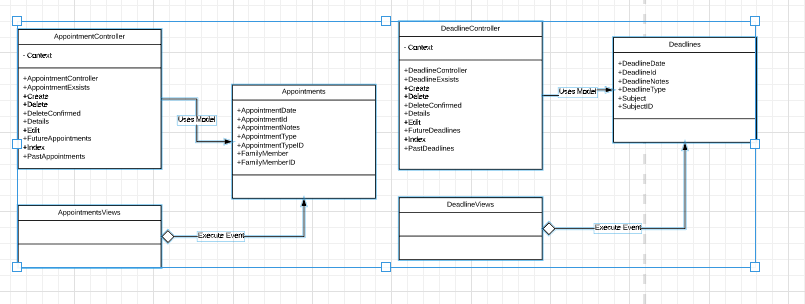 AppointmentController
- Context
+AppointmentController
+AppointmentExsists
+Create
+Delete
+DeleteConfirmed
+Details
+Edit
+FutureAppointments
+Index
+PastAppointments
Uses Model
Appointments
+AppointmentDate
+AppointmentId
+AppointmentNotes
+AppointmentType
+AppointmentTypeID
+FamilyMember
+FamilyMemberID
AppointmentsViews
Execute Event
DeadlineController
- Context
+DeadlineController
+DeadlineExsists
+Create
+Delete
+DeleteConfirmed
+Details
+Edit
+FutureDeadlines
+Index
+PastDeadlines
Uses Model
Deadlines
+DeadlineDate
+DeadlineId
+DeadlineNotes
+DeadlineType
+Subject
+SubjectID
DeadlineViews
Execute Event